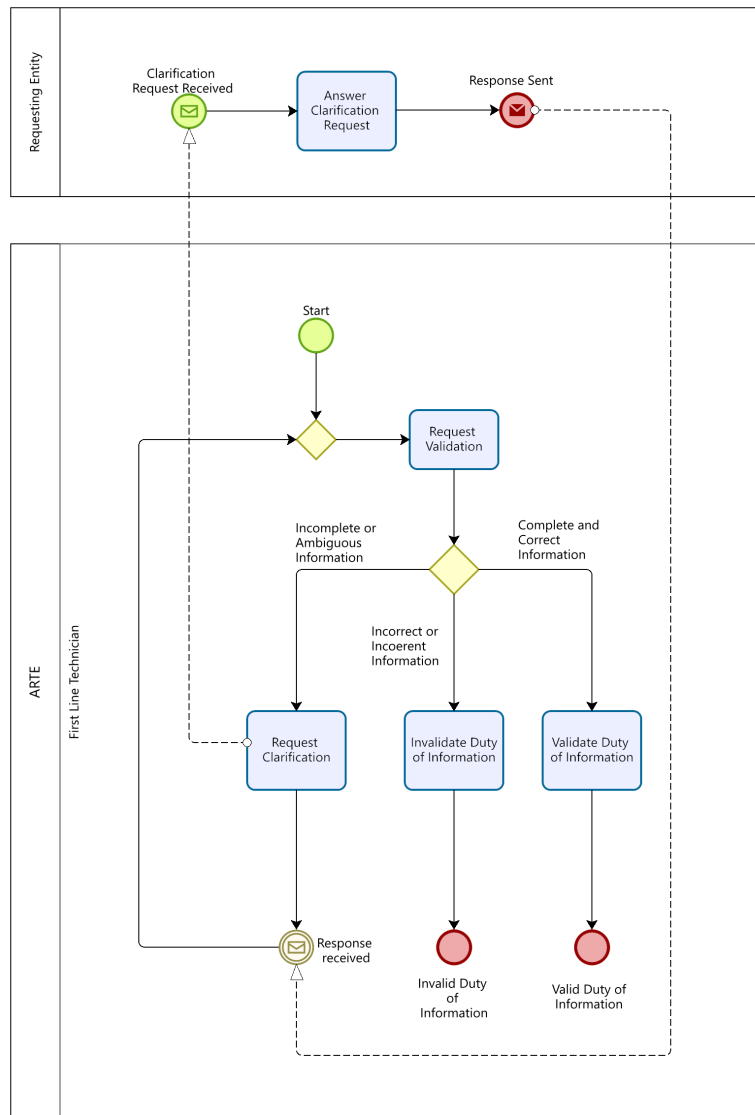 Requesting Entity
Clarification
Request Received
Answer
Clarification
Request
Response Sent
ARTE
First Line Technician
Start
Request
Validation
Incomplete or
Ambiguous
Information
Complete and
Correct
Information
Incorrect or
Incoerent
Information
Request
Clarification
Invalidate Duty
of Information
Validate Duty
of Information
Response
received
Invalid Duty
of
Information
Valid Duty of
Information